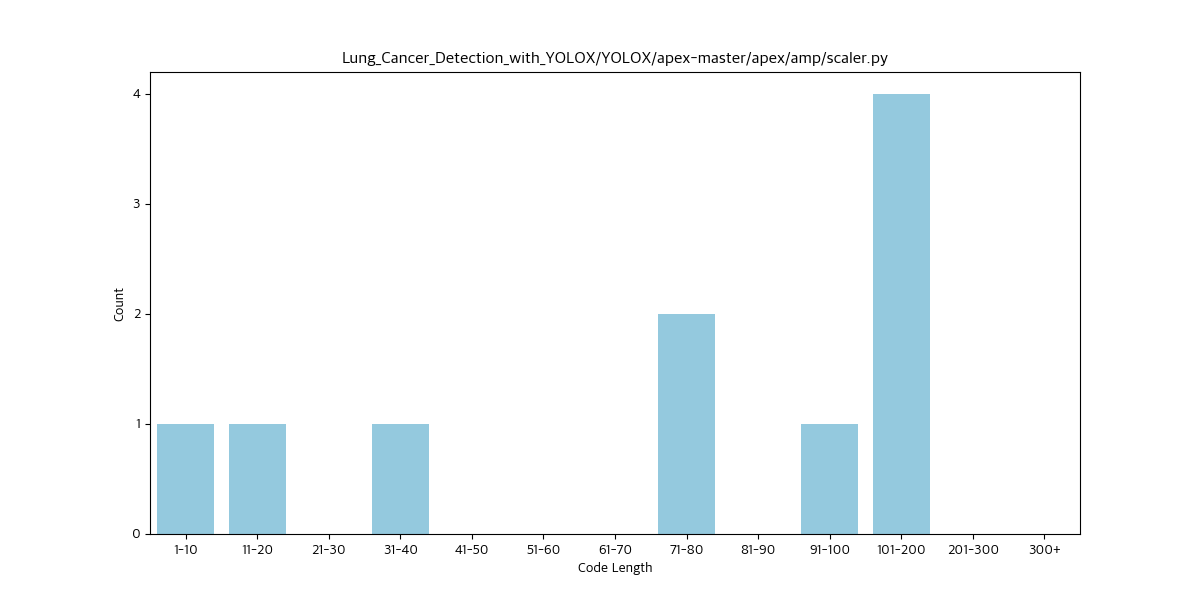 Lung_Cancer_Detection_with_YOLOX/YOLOX/apex-master/apex/amp/scaler.py
4
3
2
1
0
Count
1-10 11-20 21-30 31-40 41-50 51-60 61-70 71-80 81-90 91-100 101-200 201-300 300+
Code Length